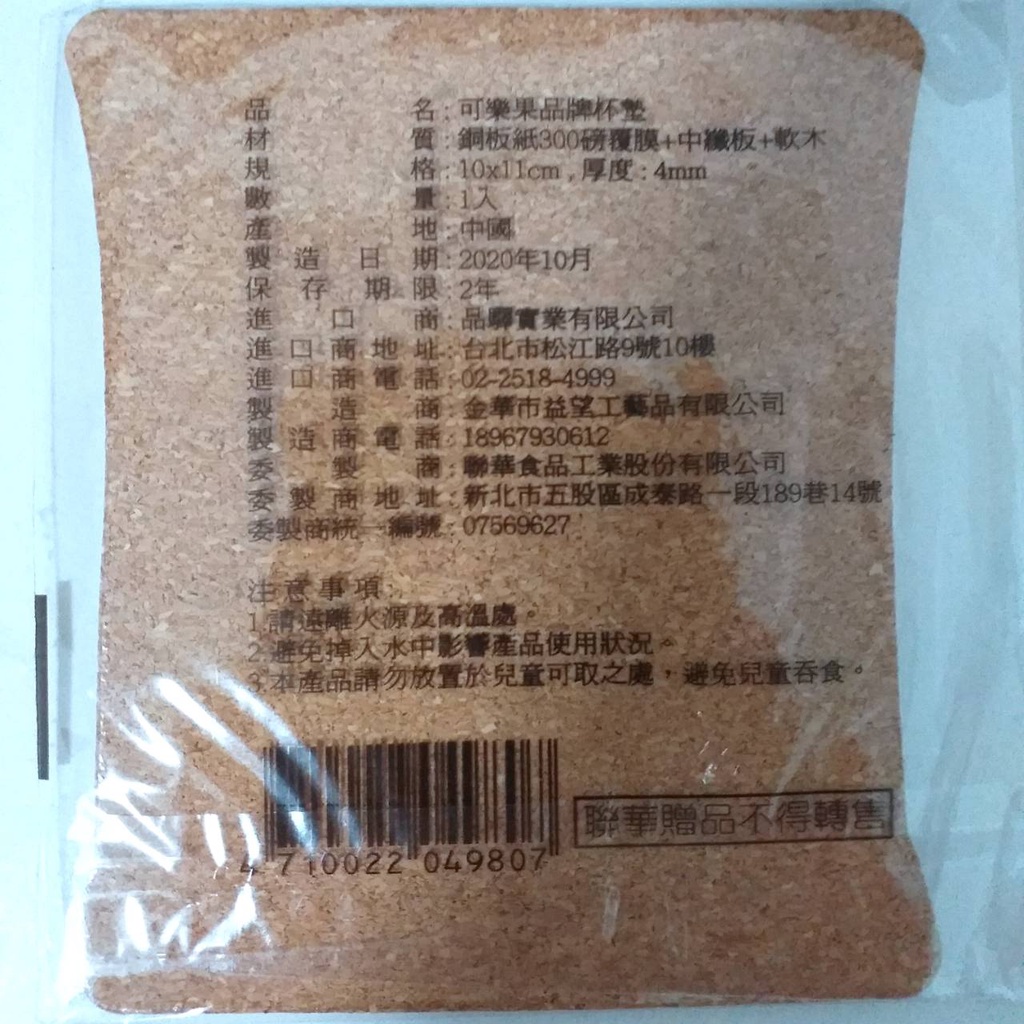 品名:可樂果品牌杯墊
材質:銅板紙300磅覆膜+中纖板+軟木
規格:10x11cm,厚度:4mm
數量:1入
產地:中國
製造日期:2020年10月
保存期限:2年
進口商:品驊實業有限公司
進口商地址:台北市松江路9號10樓
進口商電話:02-2518-4999
製造商:金華市益望工藝品有限公司
製造商電話:18967930612
委製商:聯華食品工業股份有限公司
委製商地址:新北市五股區成泰路一段189巷14號
委製商統一編號:07569627
注意事項
1.請遠離火源及高溫處。
2.避免掉入水中影響產品使用狀況。
3.本產品請勿放置於兒童可取之處,避免兒童吞食。
聯華贈品不得轉售
4 710022 049807